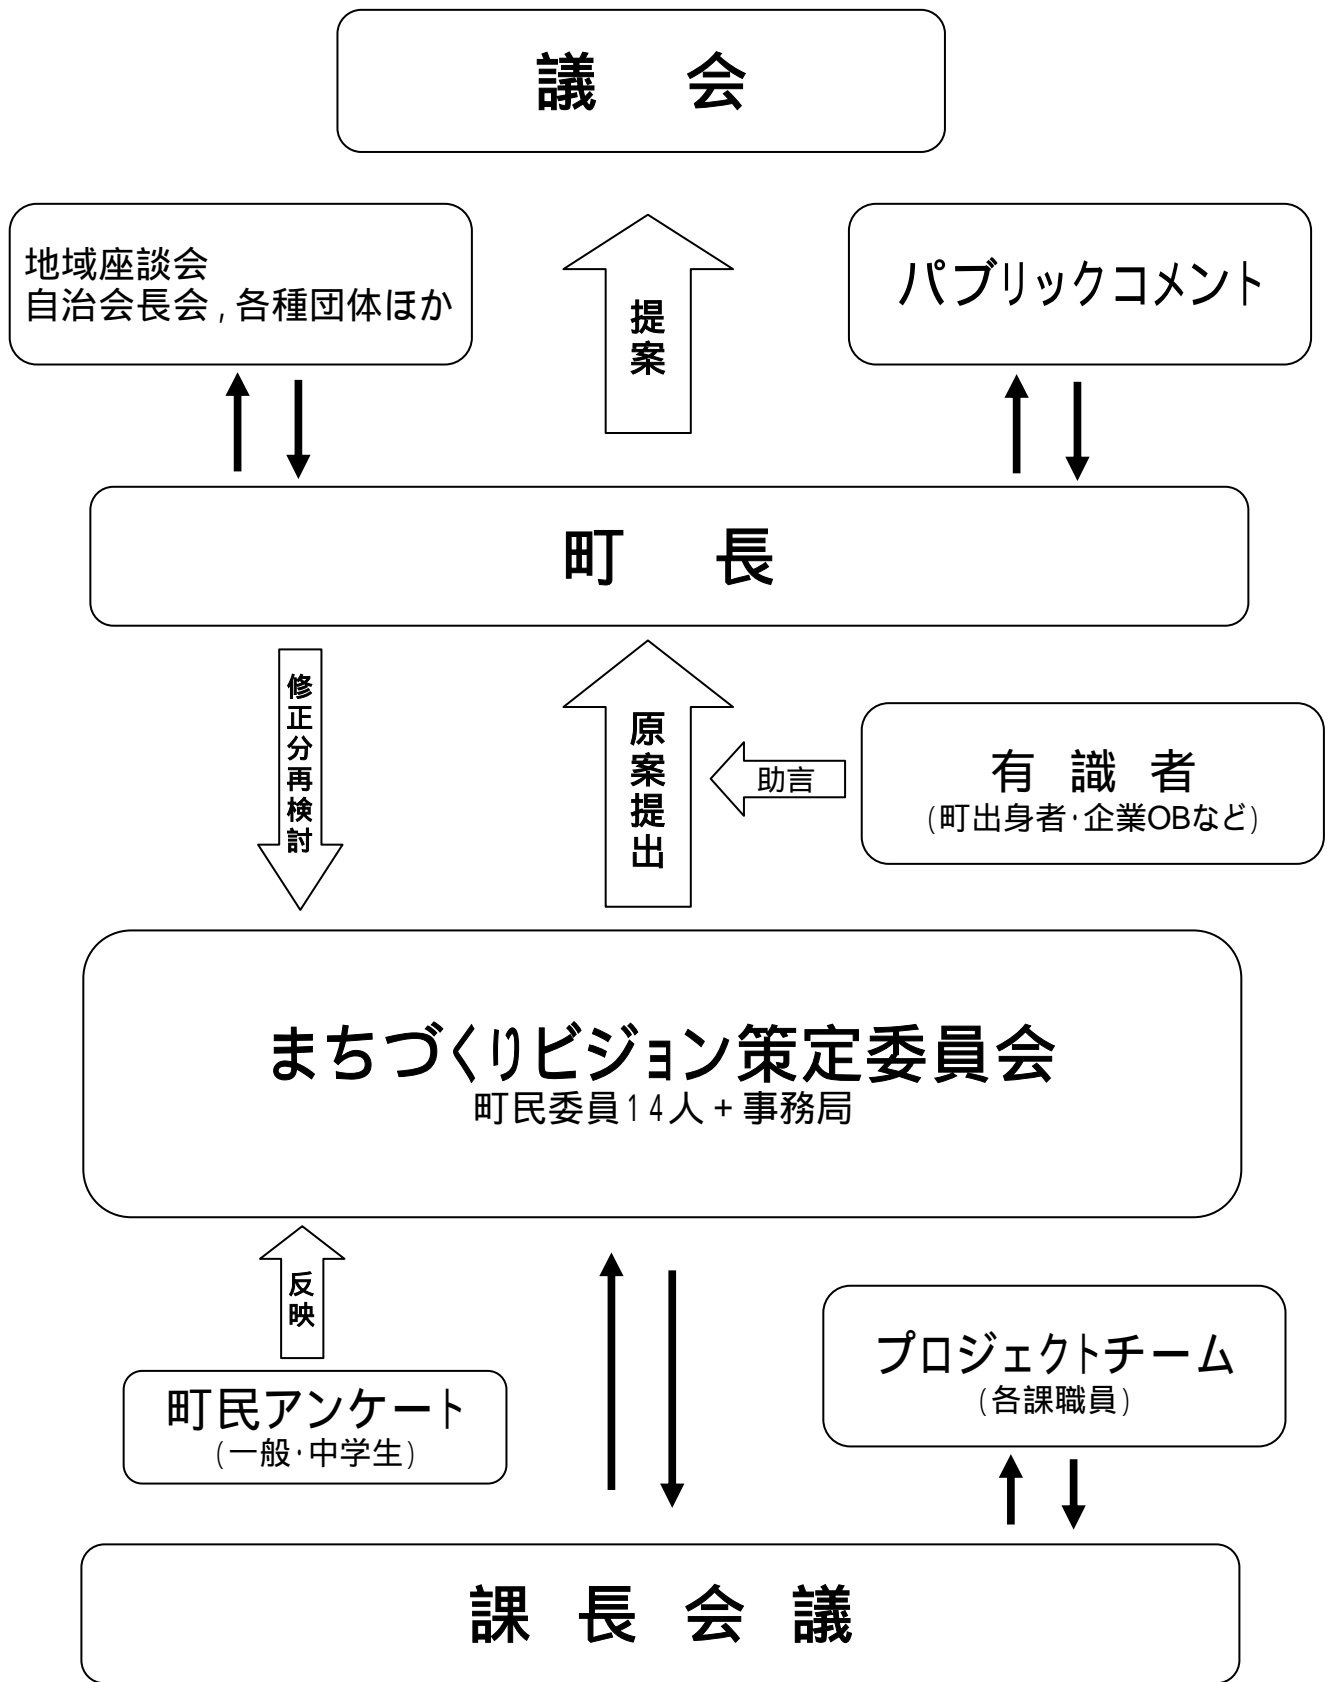 議　会
地域座談会
自治会長会，各種団体ほか
提案
パブリックコメント
町　長
修正分再検討
原案提出
助言
有　識　者
（町出身者・企業OBなど）
まちづくりビジョン策定委員会
町民委員１４人＋事務局
反映
町民アンケート
（一般・中学生）
プロジェクトチーム
（各課職員）
課　長　会　議